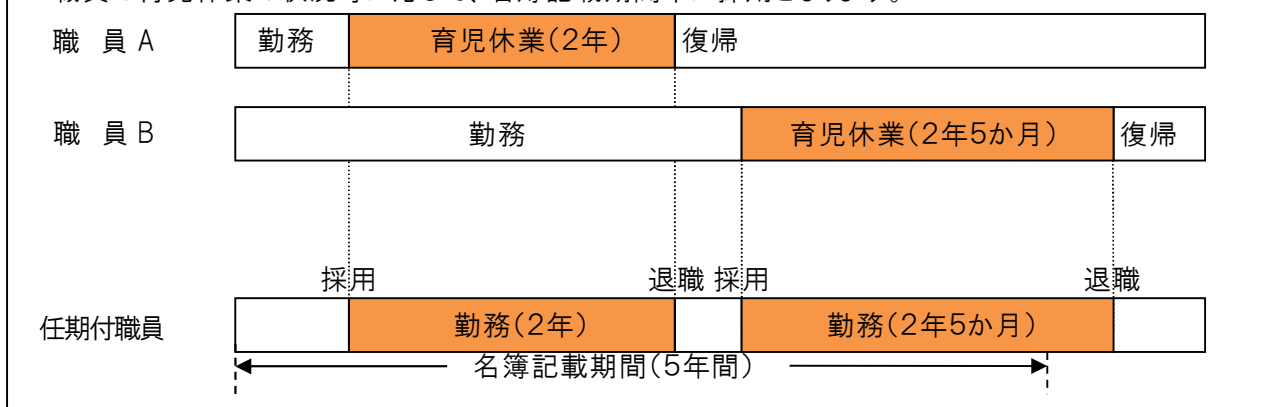 職 員 A 勤務 育児休業(2年) 復帰
職 員 B 勤務 育児休業(2年5か月) 復帰
採用 退職 採用 退職
任期付職員 勤務(2年) 勤務(2年5か月)
名簿記載期間(5年間)